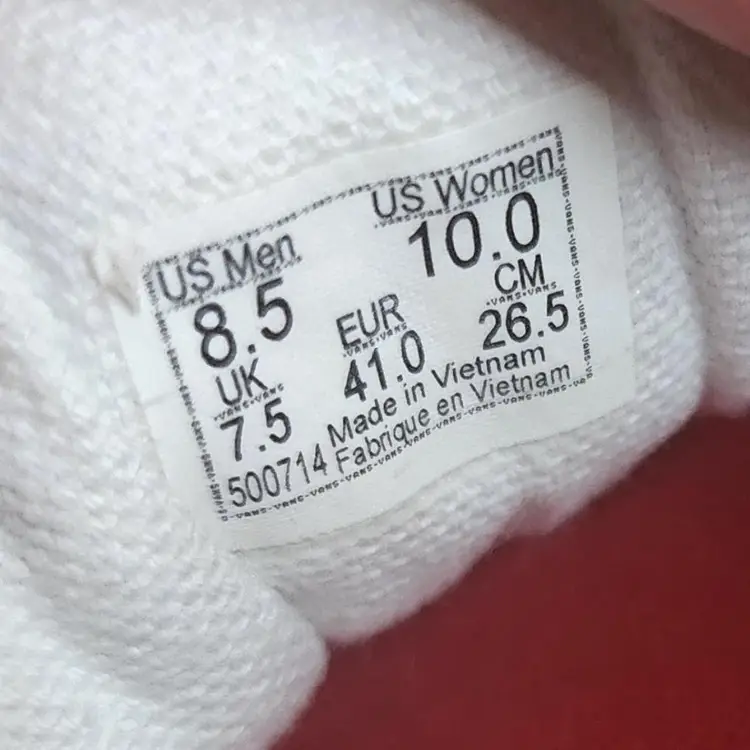 US Men US Women
8.5 10.0
UK EUR CM
7.5 41.0 26.5
Made in Vietnam
500714 Fabrique en Vietnam